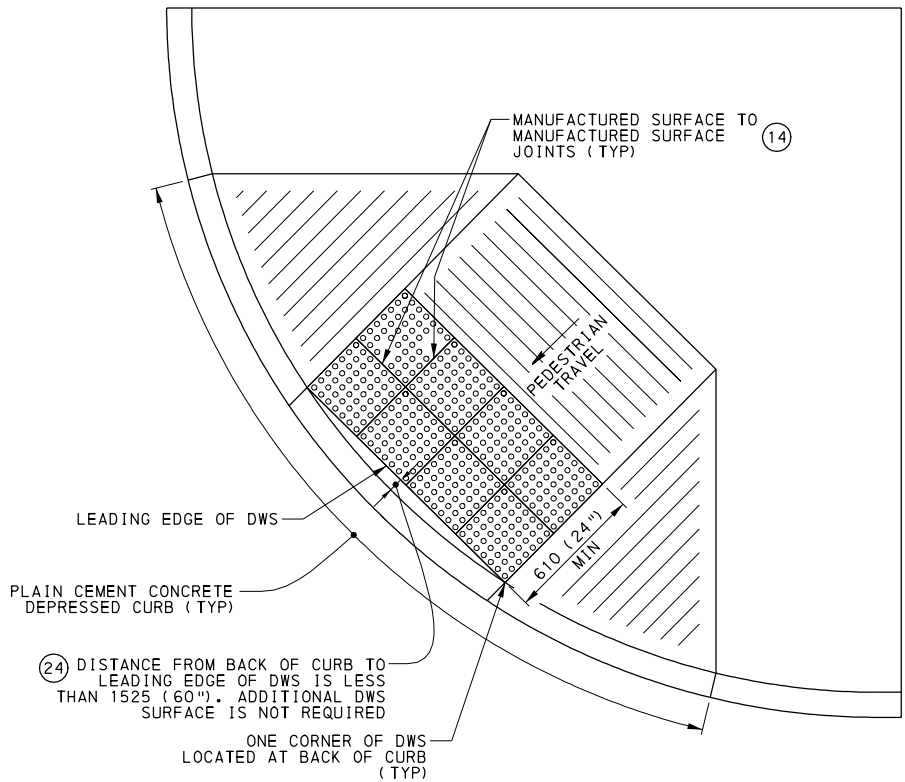 MANUFACTURED SURFACE TO
MANUFACTURED SURFACE
JOINTS (TYP)
14
PEDESTRIAN
TRAVEL
610 (24")
MIN
LEADING EDGE OF DWS
PLAIN CEMENT CONCRETE
DEPRESSED CURB (TYP)
24 DISTANCE FROM BACK OF CURB TO
LEADING EDGE OF DWS IS LESS
THAN 1525 (60"). ADDITIONAL DWS
SURFACE IS NOT REQUIRED
ONE CORNER OF DWS
LOCATED AT BACK OF CURB
(TYP)